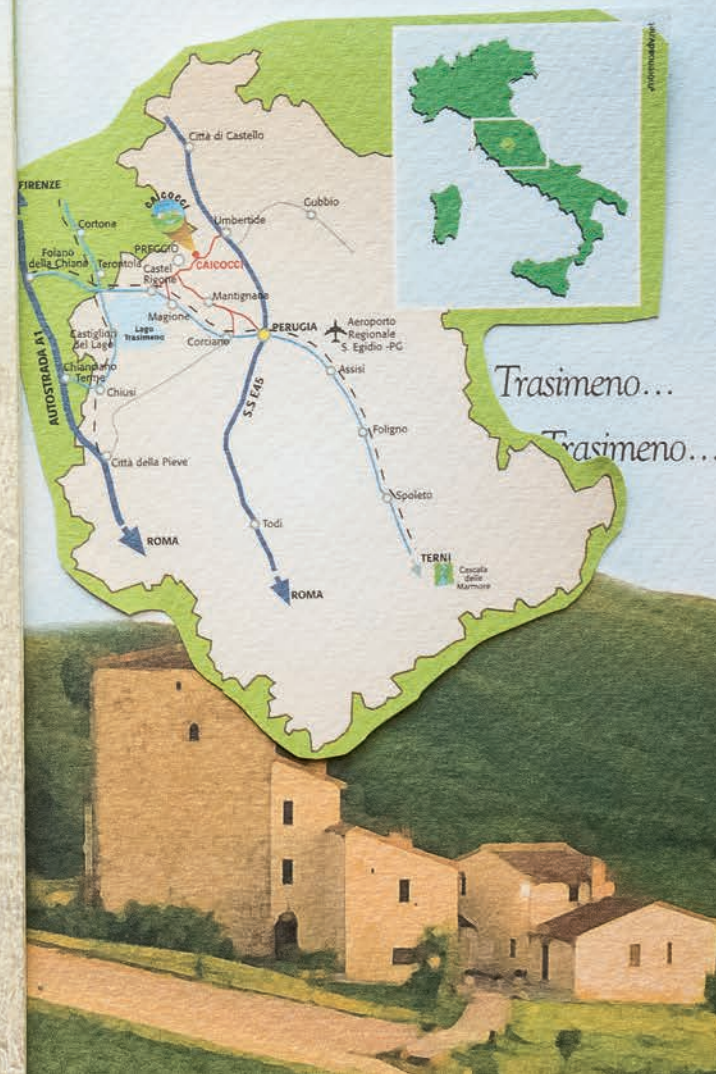 morenoadv.net
Città di Castello
FIRENZE
CAICOCCI
Gubbio
Cortona
Umbertide
PREGGIO
Foiano
della Chiana
Terontola
CAICOCCI
Castel
Rigone
Mantignana
Magione
Lago
Trasimeno
Castiglion
del Lago
Corciano
PERUGIA
Aeroporto
Regionale
S. Egidio -PG
AUTOSTRADA A1
Chianciano
Terme
Chiusi
Assisi
S.S E45
Trasimeno...
Foligno
Trasimeno...
Città della Pieve
Spoleto
Todi
ROMA
TERNI
Cascata
delle
Marmore
ROMA